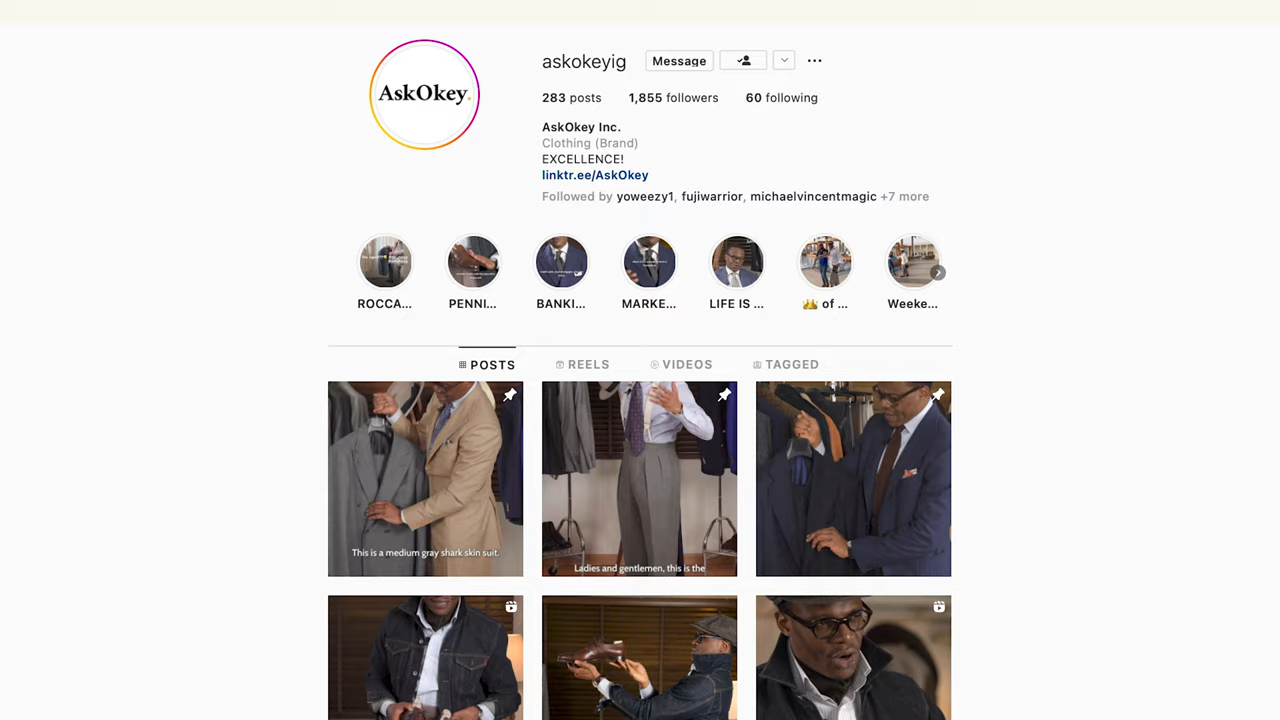 AskOkey.
askokeyig
Message
283 posts 1,855 followers 60 following
AskOkey Inc.
Clothing (Brand)
EXCELLENCE!
linktr.ee/AskOkey
Followed by yoweezy1, fujiwarrior, michaelvincentmagic +7 more
ROCCA... PENNI... BANKI... MARKE... LIFE IS ... 👑 of ... Weeke...
POSTS REELS VIDEOS TAGGED
This is a medium gray shark skin suit.
Ladies and gentlemen, this is the